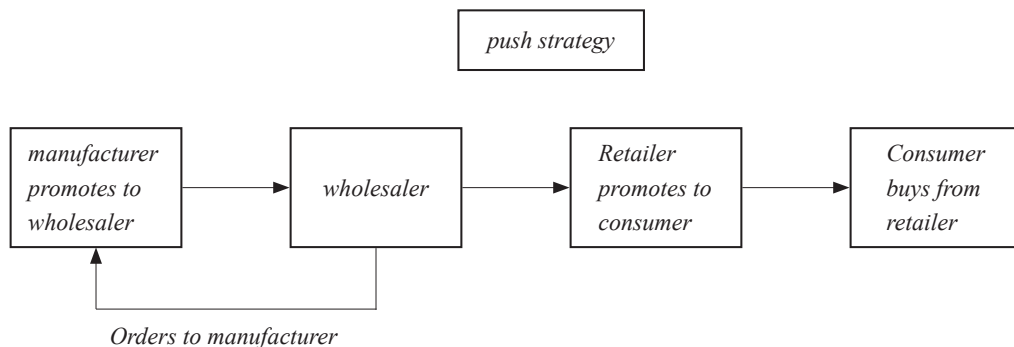 push strategy
manufacturer
promotes to
wholesaler
wholesaler
Retailer
promotes to
consumer
Consumer
buys from
retailer
Orders to manufacturer